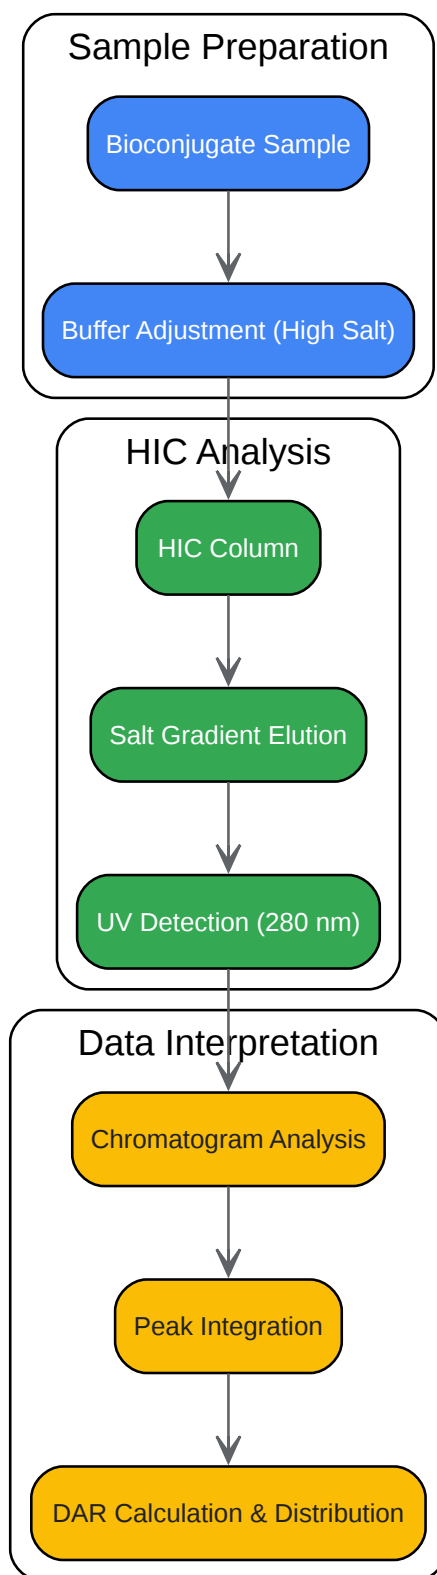 Sample Preparation
Bioconjugate Sample
Buffer Adjustment (High Salt)
HIC Analysis
HIC Column
Salt Gradient Elution
UV Detection (280 nm)
Data Interpretation
Chromatogram Analysis
Peak Integration
DAR Calculation & Distribution